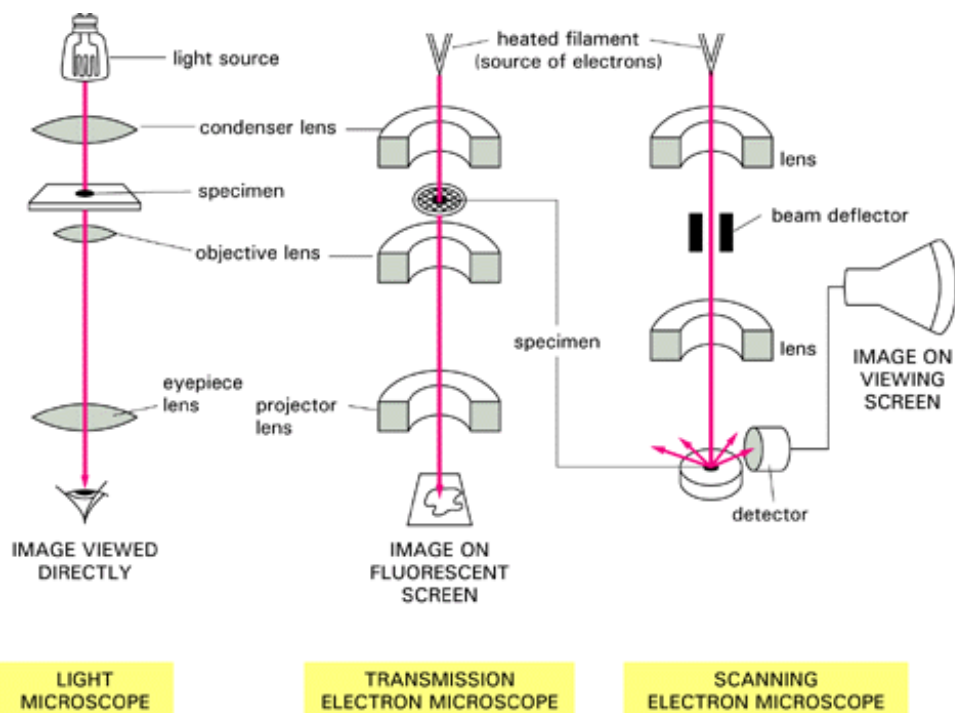 light source
heated filament
(source of electrons)
condenser lens
lens
specimen
beam deflector
objective lens
specimen
lens
IMAGE ON
VIEWING
SCREEN
eyepiece
lens
projector
lens
detector
IMAGE VIEWED
DIRECTLY
IMAGE ON
FLUORESCENT
SCREEN
LIGHT
MICROSCOPE
TRANSMISSION
ELECTRON MICROSCOPE
SCANNING
ELECTRON MICROSCOPE